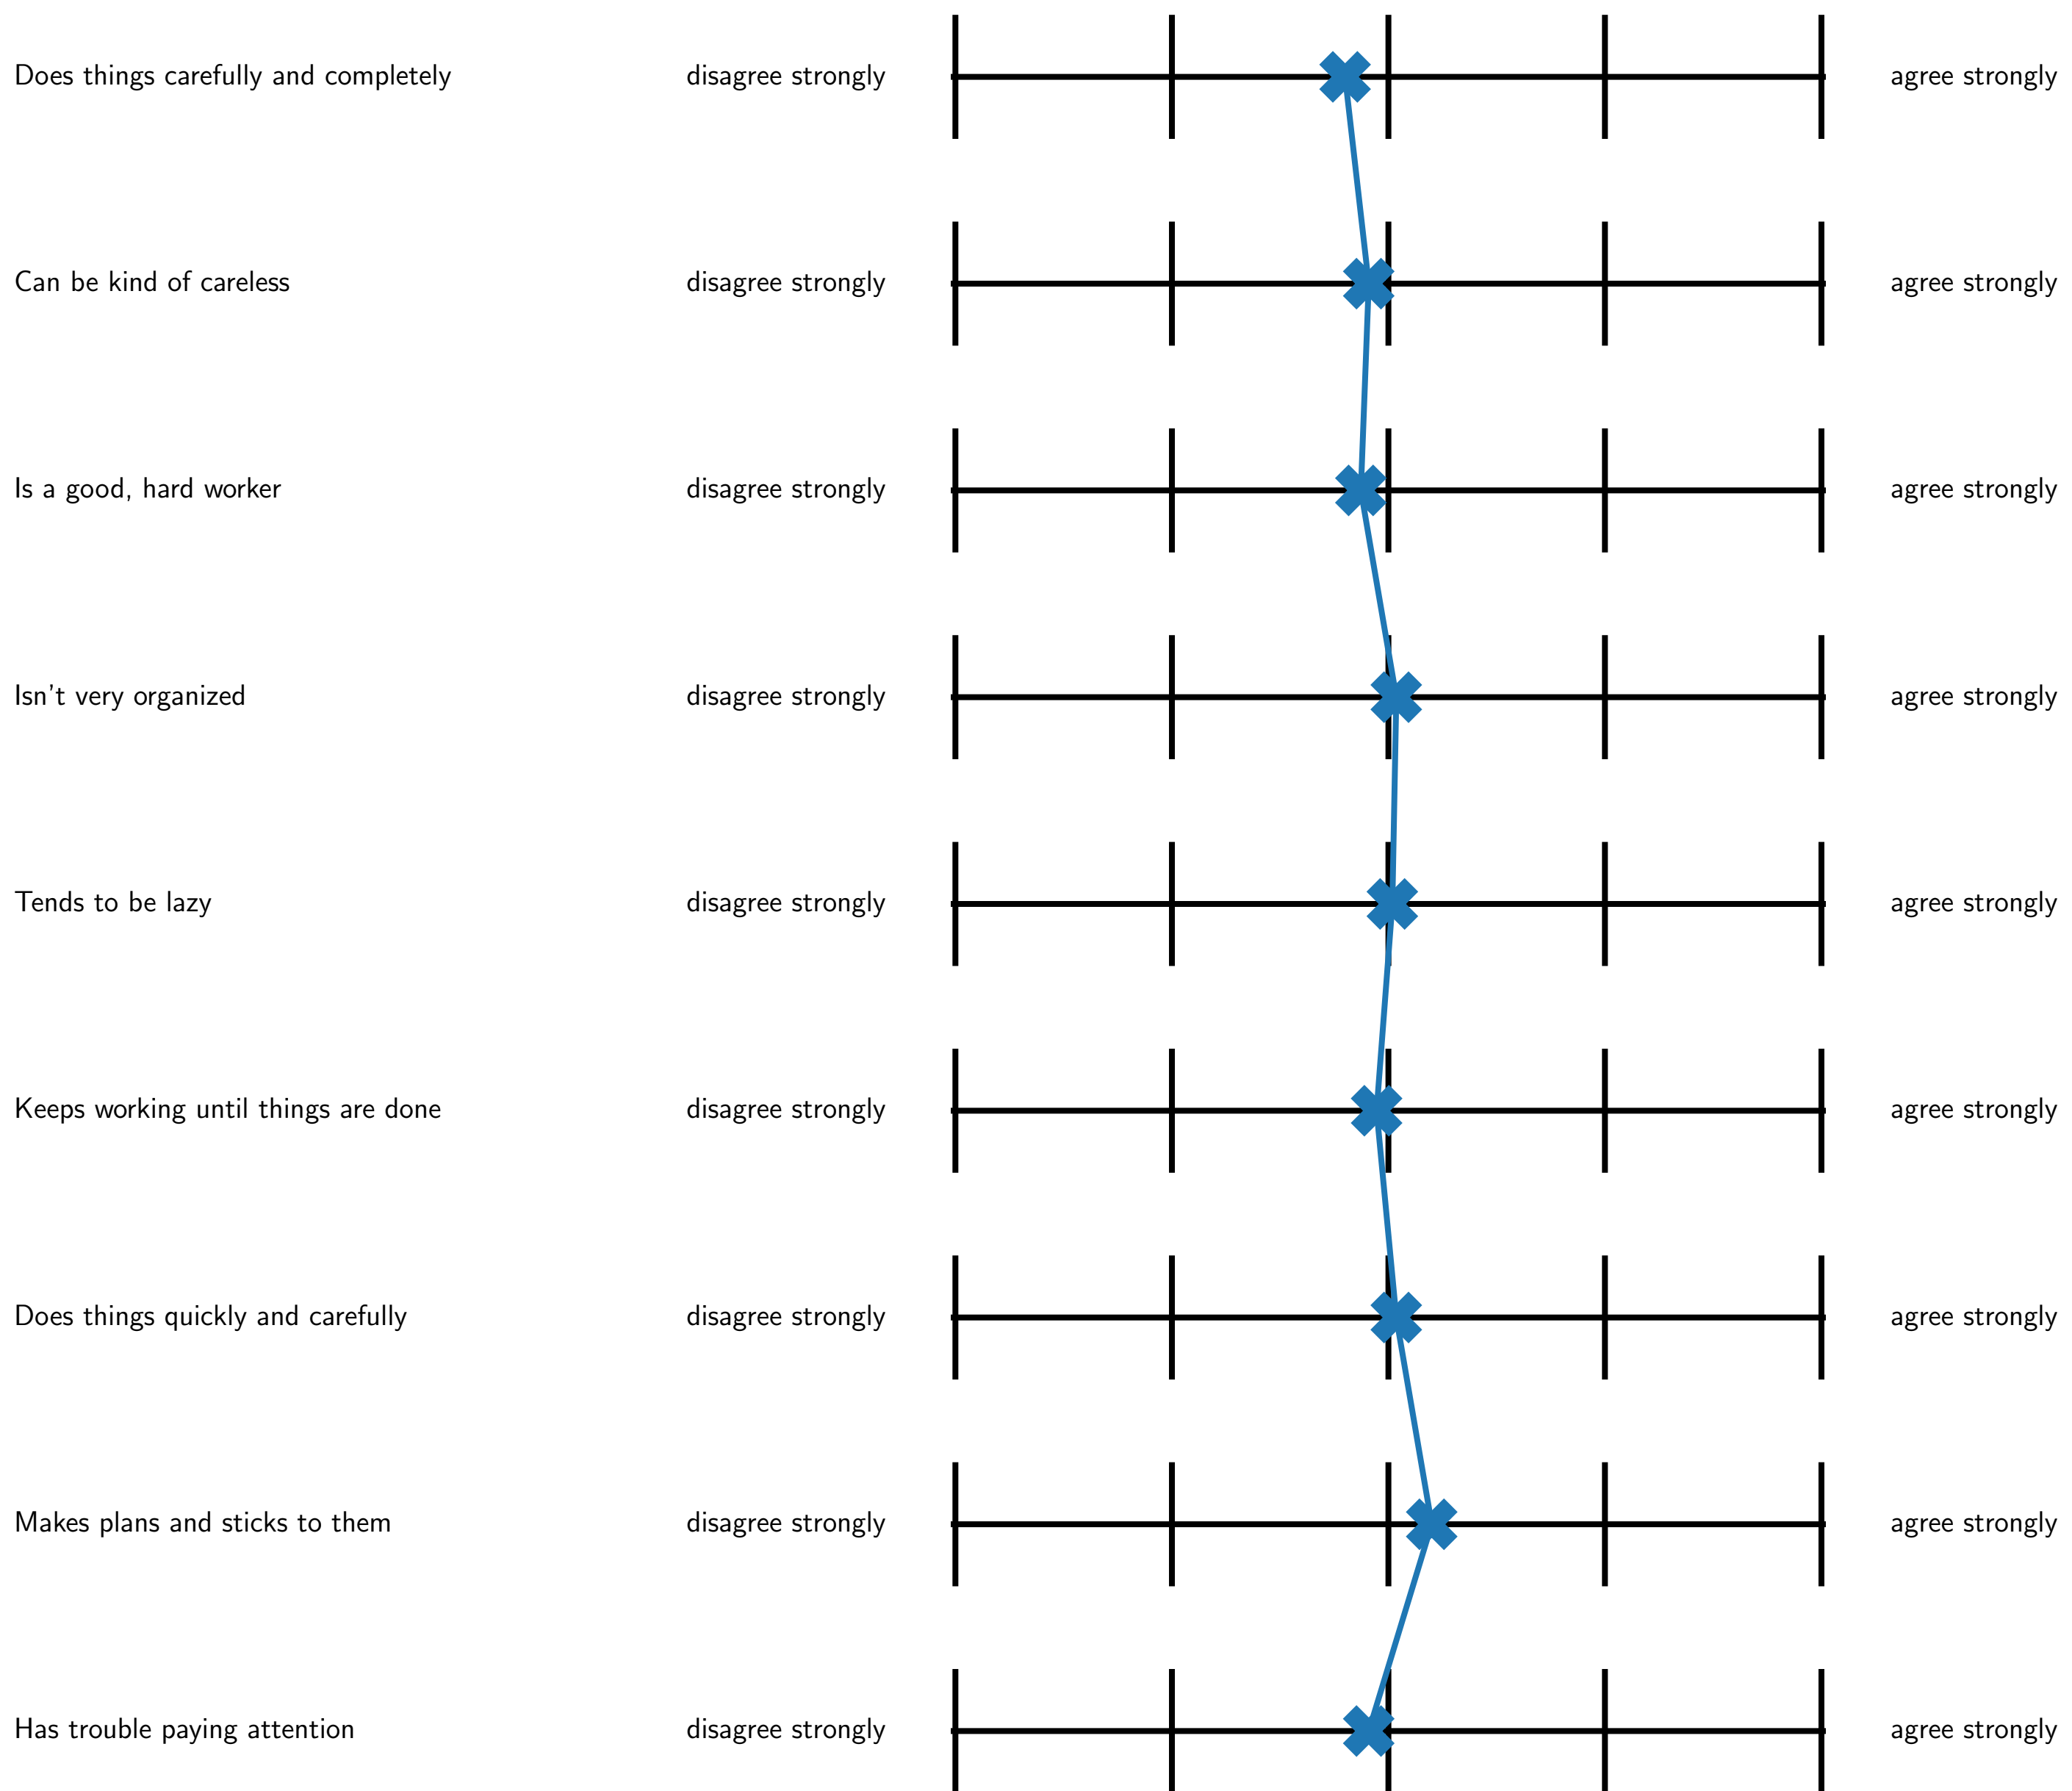 Does things carefully and completely disagree strongly agree strongly
Can be kind of careless disagree strongly agree strongly
Is a good, hard worker disagree strongly agree strongly
Isn't very organized disagree strongly agree strongly
Tends to be lazy disagree strongly agree strongly
Keeps working until things are done disagree strongly agree strongly
Does things quickly and carefully disagree strongly agree strongly
Makes plans and sticks to them disagree strongly agree strongly
Has trouble paying attention disagree strongly agree strongly